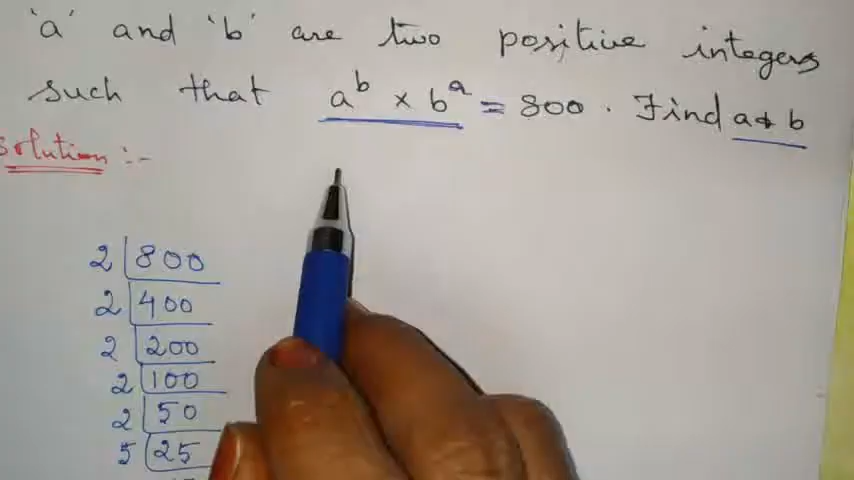 'a' and 'b' are two positive integers
such that a^b × b^a = 800. Find a & b
Solution :-
2 | 800
2 | 400
2 | 200
2 | 100
2 | 50
5 | 25